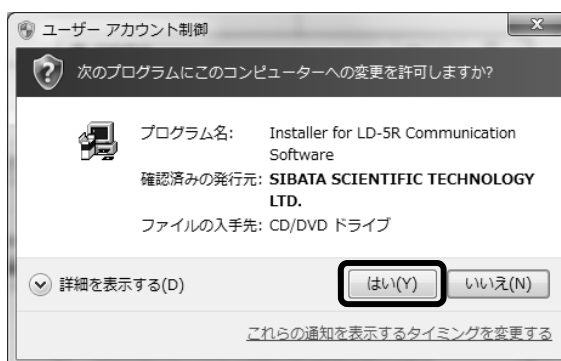 ユーザー アカウント制御
次のプログラムにこのコンピューターへの変更を許可しますか?
プログラム名: Installer for LD-5R Communication
Software
確認済みの発行元: SIBATA SCIENTIFIC TECHNOLOGY
LTD.
ファイルの入手先: CD/DVD ドライブ
詳細を表示する(D) はい(Y) いいえ(N)
これらの通知を表示するタイミングを変更する